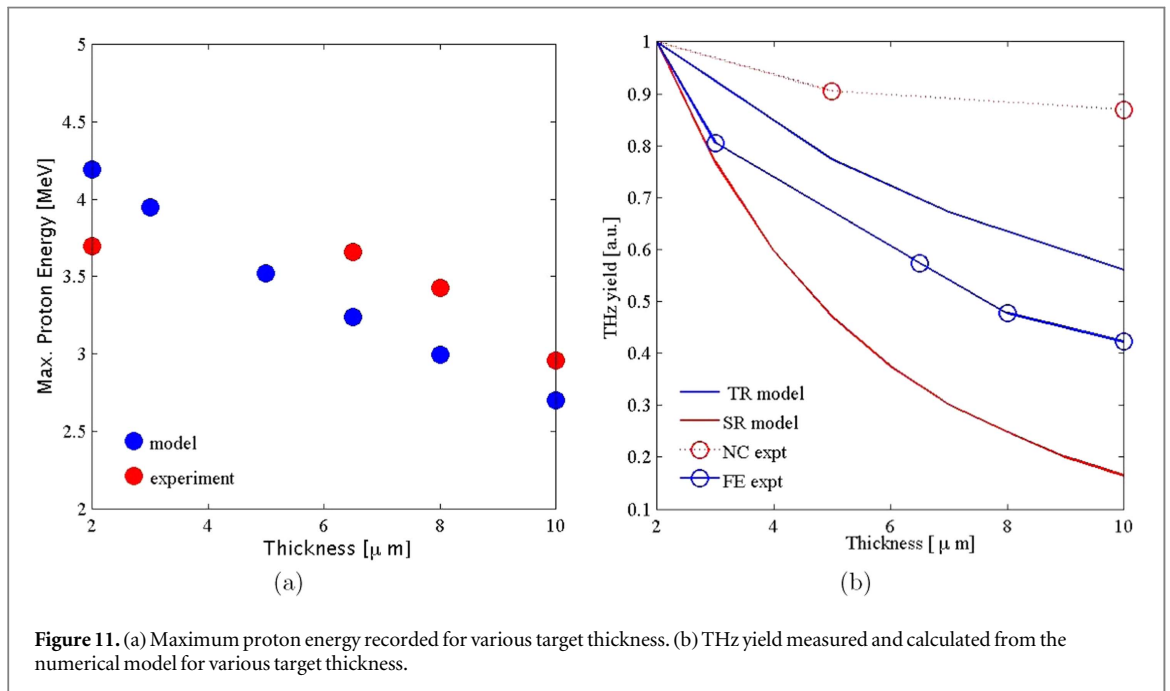 5
4.5
4
3.5
3
2.5
2
Max. Proton Energy [MeV]
model
experiment
2
4
6
8
10
Thickness [μ m]
(a)
1
0.9
0.8
0.7
0.6
0.5
0.4
0.3
0.2
0.1
THz yield [a.u.]
TR model
SR model
NC expt
FE expt
2
4
6
8
10
Thickness [ μ m]
(b)
Figure 11. (a) Maximum proton energy recorded for various target thickness. (b) THz yield measured and calculated from the
numerical model for various target thickness.